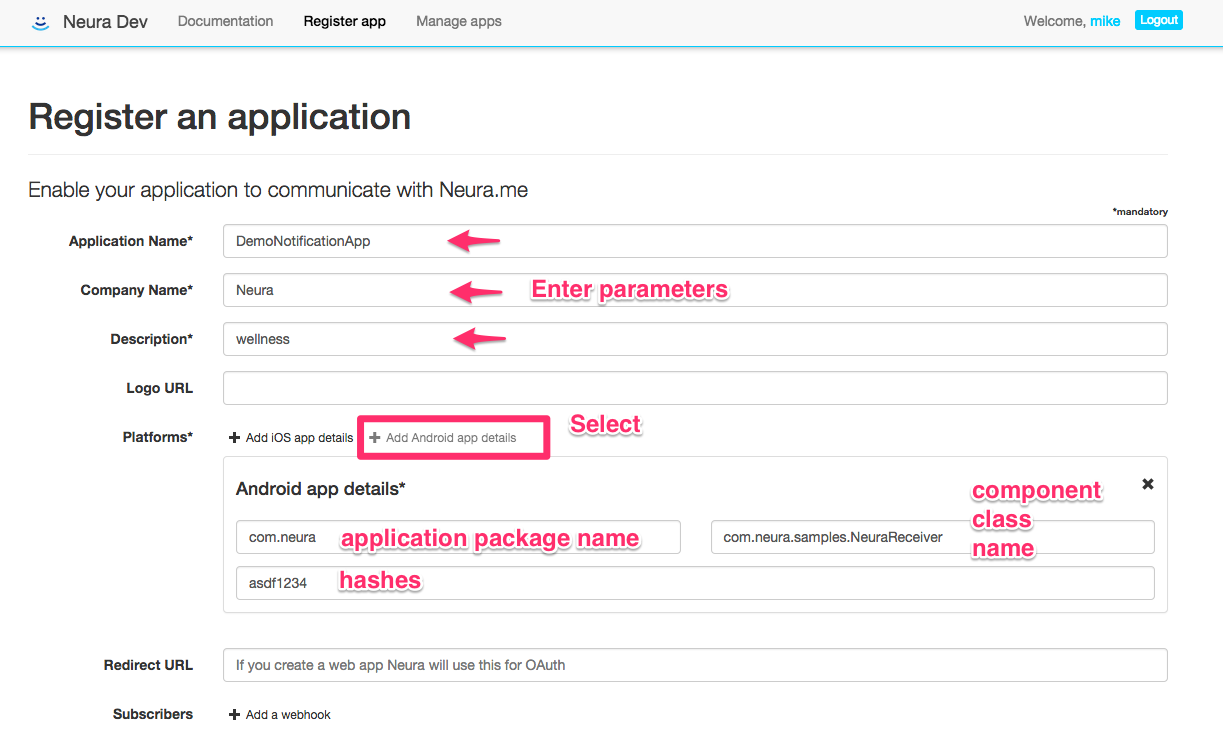 Neura Dev Documentation Register app Manage apps Welcome, mike Logout
Register an application
Enable your application to communicate with Neura.me
*mandatory
Application Name* DemoNotificationApp
Company Name* Neura Enter parameters
Description* wellness
Logo URL
Select
Platforms* Add iOS app details Add Android app details
Android app details*
component
class
name
com.neura application package name com.neura.samples.NeuraReceiver
asdf1234 hashes
Redirect URL If you create a web app Neura will use this for OAuth
Subscribers Add a webhook